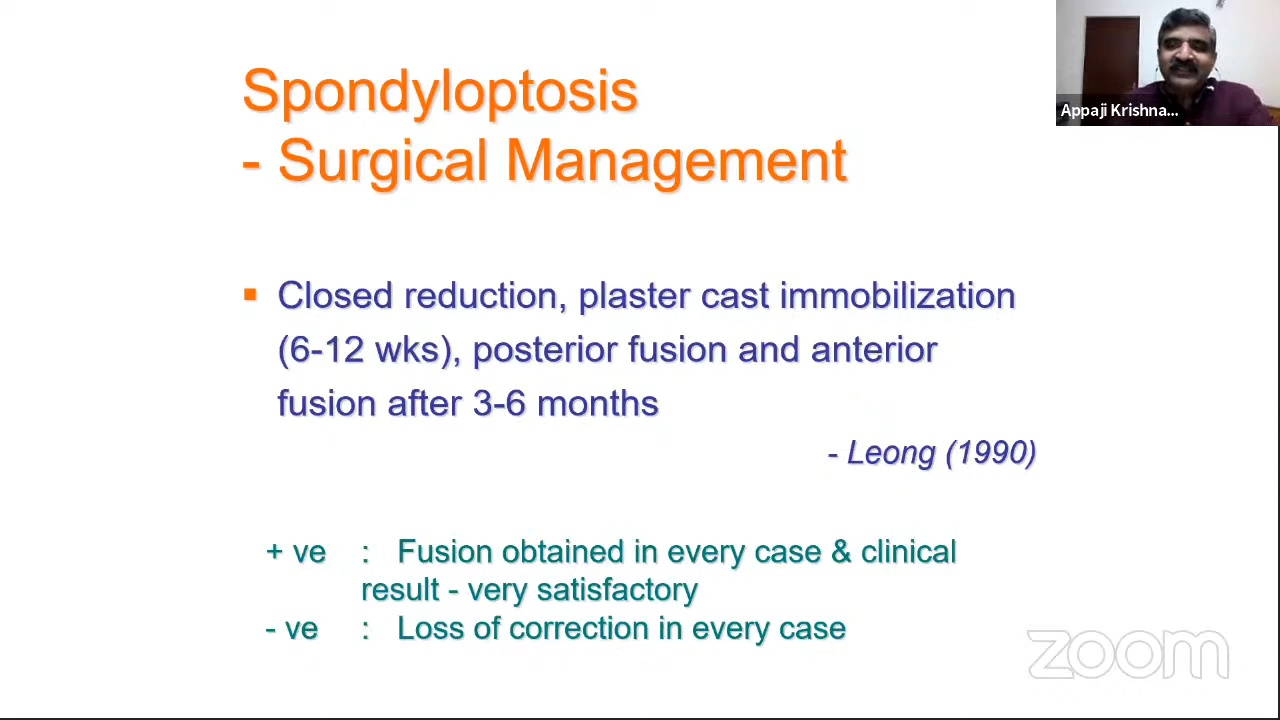 Spondyloptosis
- Surgical Management
▪ Closed reduction, plaster cast immobilization
(6-12 wks), posterior fusion and anterior
fusion after 3-6 months
- Leong (1990)
+ ve : Fusion obtained in every case & clinical
result - very satisfactory
- ve : Loss of correction in every case
Appaji Krishna...
zoom